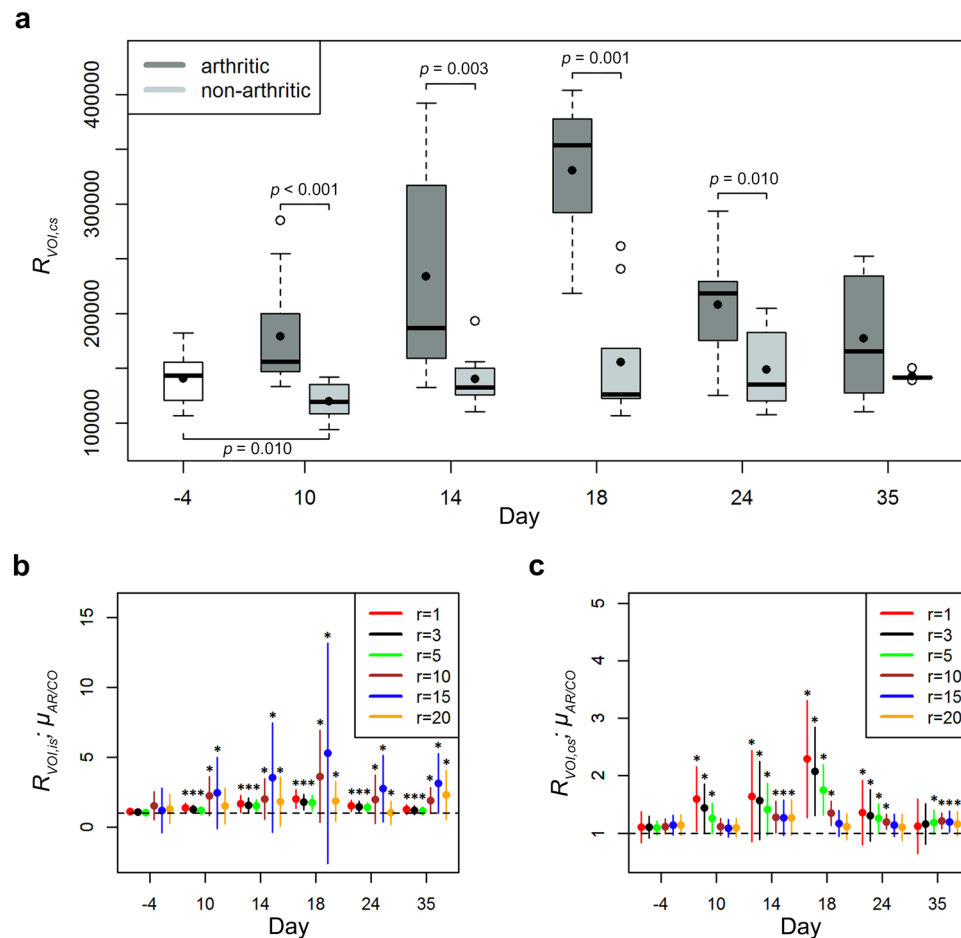 a
arthritic
non-arthritic
p < 0.001
p = 0.003
p = 0.001
p = 0.010
p = 0.010
R_VOI,cs
400000
300000
200000
100000
-4 10 14 18 24 35
Day
b
r=1
r=3
r=5
r=10
r=15
r=20
R_VOI,is; μ_AR/CO
15
10
5
0
*** * *
*** * * *
*** * * *
*** * * *
*** * * *
-4 10 14 18 24 35
Day
c
r=1
r=3
r=5
r=10
r=15
r=20
R_VOI,os; μ_AR/CO
5
4
3
2
1
* * *
* * * ***
* * * *
* * * *
* ***
-4 10 14 18 24 35
Day